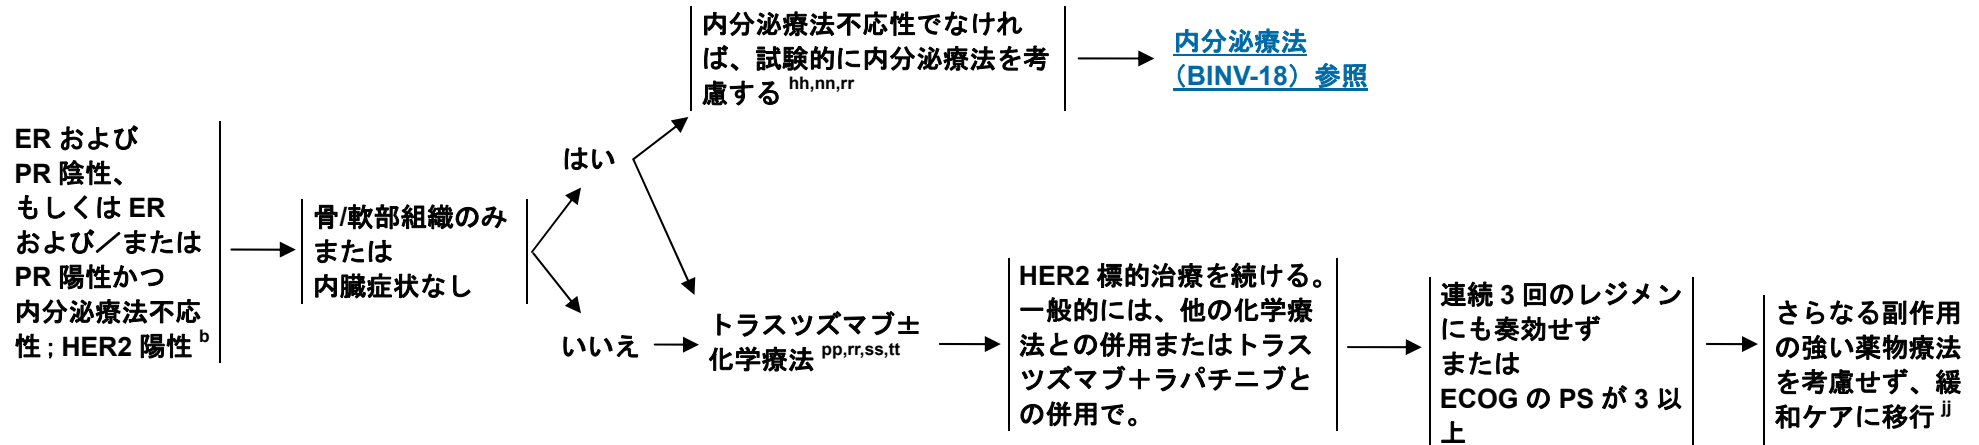 ER および
PR 陰性、
もしくは ER
および／または
PR 陽性かつ
内分泌療法不応
性 ; HER2 陽性 b
骨/軟部組織のみ
または
内臓症状なし
はい
いいえ
内分泌療法不応性でなけれ
ば、試験的に内分泌療法を考
慮する hh,nn,rr
内分泌療法
（BINV-18）参照
トラスツズマブ±
化学療法 pp,rr,ss,tt
HER2 標的治療を続ける。
一般的には、他の化学療
法との併用またはトラス
ツズマブ＋ラパチニブと
の併用で。
連続 3 回のレジメン
にも奏効せず
または
ECOG の PS が 3 以
上
さらなる副作用
の強い薬物療法
を考慮せず、緩
和ケアに移行 jj